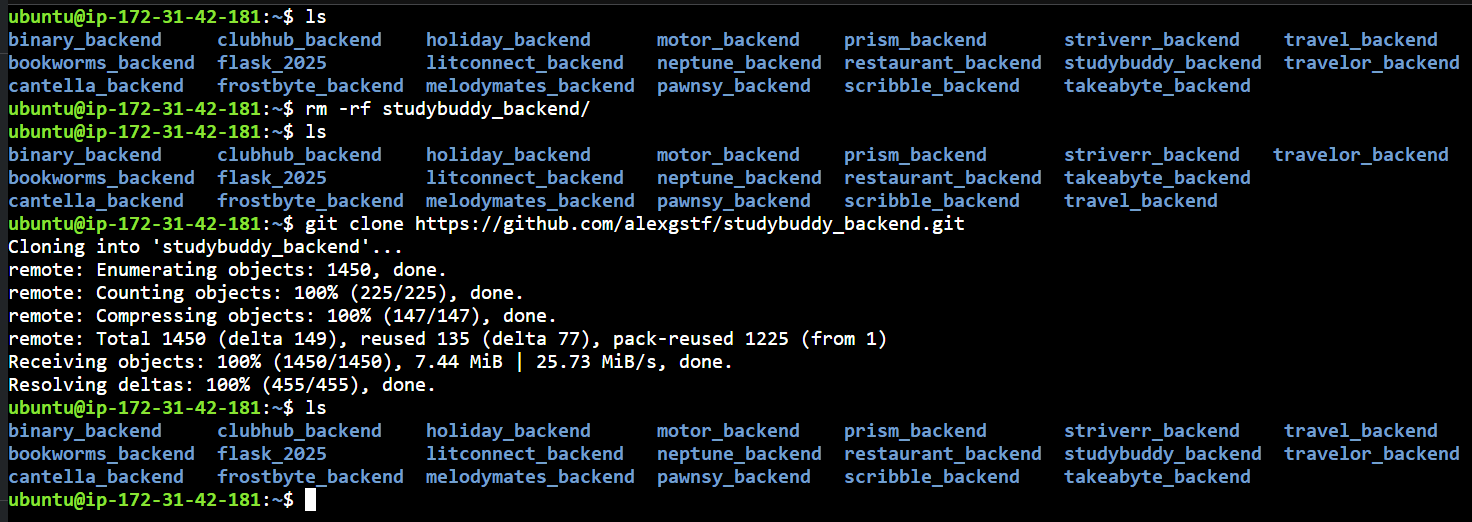 ubuntu@ip-172-31-42-181:~$ ls
binary_backend clubhub_backend holiday_backend motor_backend prism_backend striverr_backend travel_backend
bookworms_backend flask_2025 litconnect_backend neptune_backend restaurant_backend studybuddy_backend travelor_backend
cantella_backend frostbyte_backend melodymates_backend pawnsy_backend scribble_backend takeabyte_backend
ubuntu@ip-172-31-42-181:~$ rm -rf studybuddy_backend/
ubuntu@ip-172-31-42-181:~$ ls
binary_backend clubhub_backend holiday_backend motor_backend prism_backend striverr_backend travelor_backend
bookworms_backend flask_2025 litconnect_backend neptune_backend restaurant_backend takeabyte_backend
cantella_backend frostbyte_backend melodymates_backend pawnsy_backend scribble_backend travel_backend
ubuntu@ip-172-31-42-181:~$ git clone https://github.com/alexgstf/studybuddy_backend.git
Cloning into 'studybuddy_backend'...
remote: Enumerating objects: 1450, done.
remote: Counting objects: 100% (225/225), done.
remote: Compressing objects: 100% (147/147), done.
remote: Total 1450 (delta 149), reused 135 (delta 77), pack-reused 1225 (from 1)
Receiving objects: 100% (1450/1450), 7.44 MiB | 25.73 MiB/s, done.
Resolving deltas: 100% (455/455), done.
ubuntu@ip-172-31-42-181:~$ ls
binary_backend clubhub_backend holiday_backend motor_backend prism_backend striverr_backend travel_backend
bookworms_backend flask_2025 litconnect_backend neptune_backend restaurant_backend studybuddy_backend travelor_backend
cantella_backend frostbyte_backend melodymates_backend pawnsy_backend scribble_backend takeabyte_backend
ubuntu@ip-172-31-42-181:~$